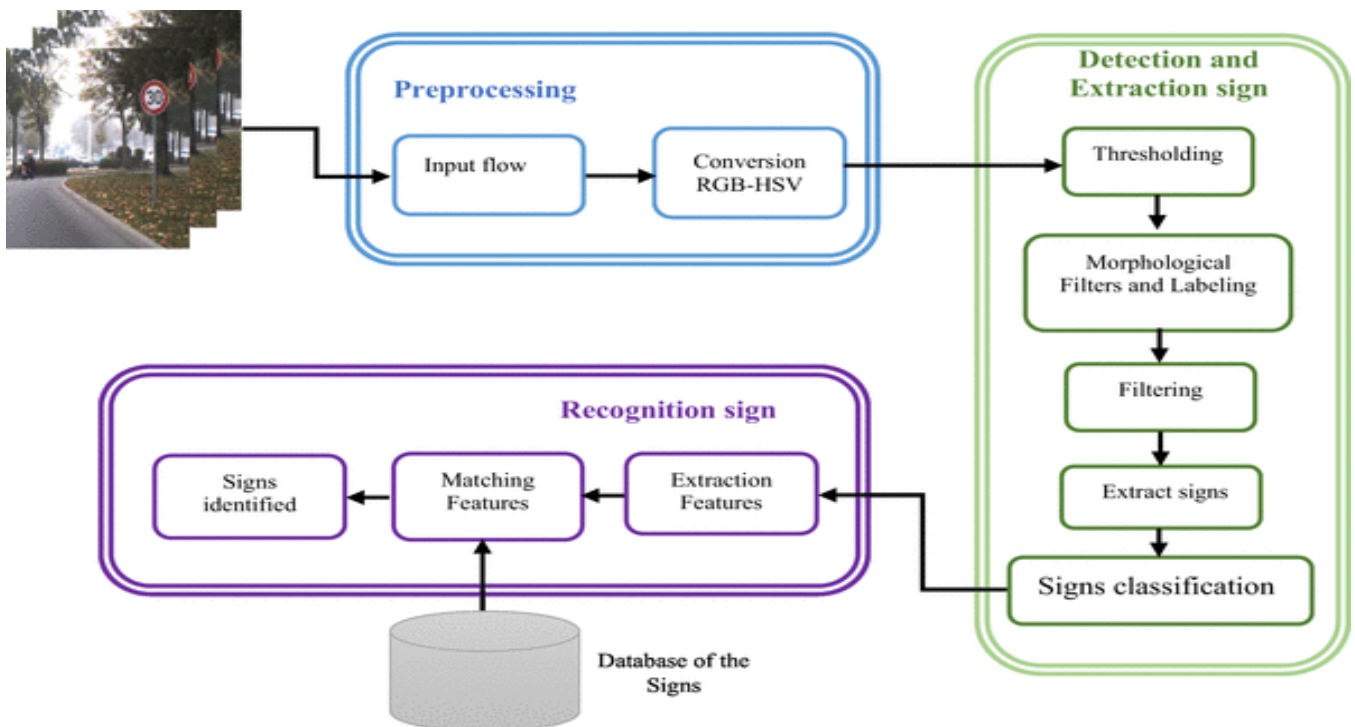 30
Preprocessing
Input flow
Conversion
RGB-HSV
Detection and
Extraction sign
Thresholding
Morphological
Filters and Labeling
Filtering
Extract signs
Signs classification
Recognition sign
Extraction
Features
Matching
Features
Signs
identified
Database of the
Signs